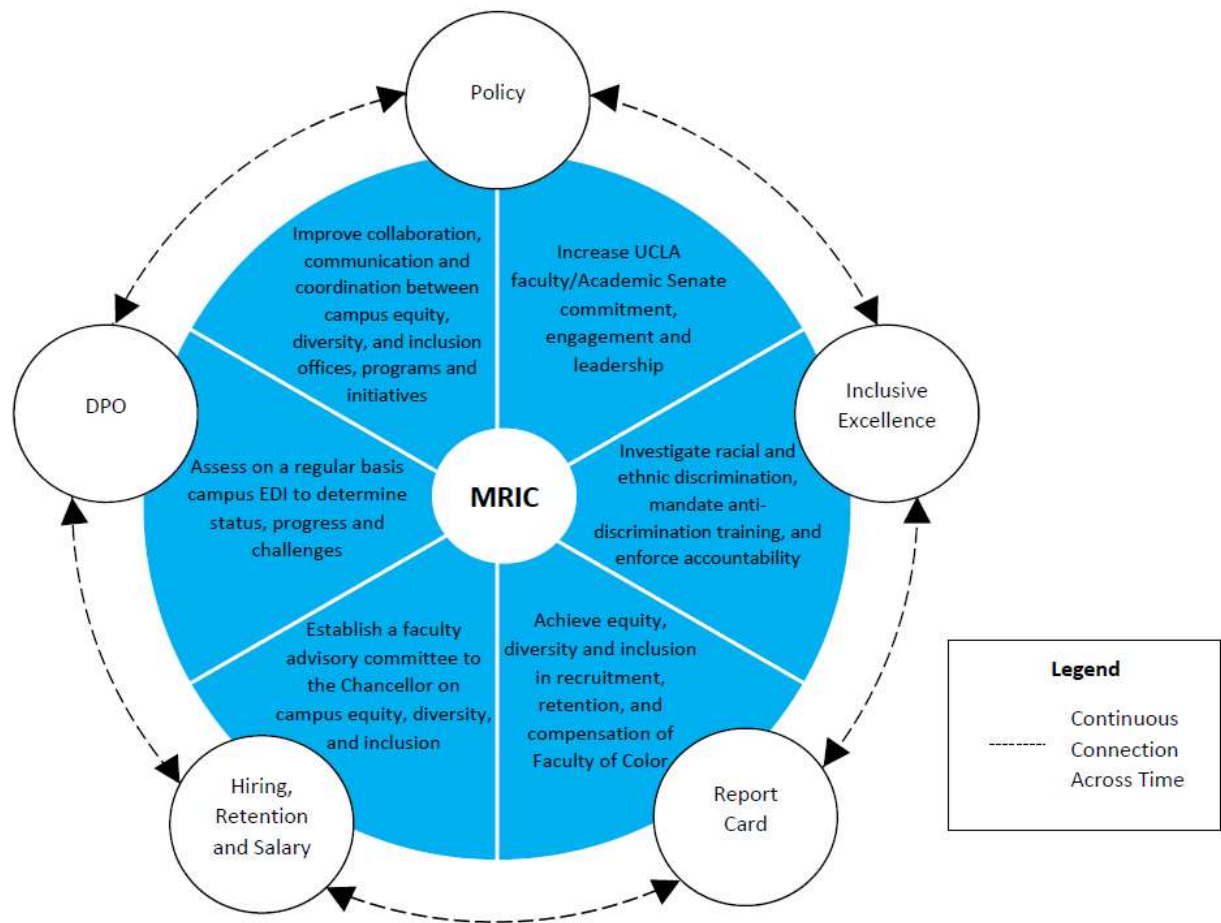 Policy
Improve collaboration,
communication and
coordination between
campus equity,
diversity, and inclusion
offices, programs and
initiatives
Increase UCLA
faculty/Academic Senate
commitment,
engagement and
leadership
DPO
Inclusive
Excellence
Assess on a regular basis
campus EDI to determine
status, progress and
challenges
MRIC
Investigate racial and
ethnic discrimination,
mandate anti-
discrimination training, and
enforce accountability
Establish a faculty
advisory committee to
the Chancellor on
campus equity, diversity,
and inclusion
Achieve equity,
diversity and inclusion
in recruitment,
retention, and
compensation of
Faculty of Color
Hiring,
Retention
and Salary
Report
Card
Legend
Continuous
Connection
Across Time